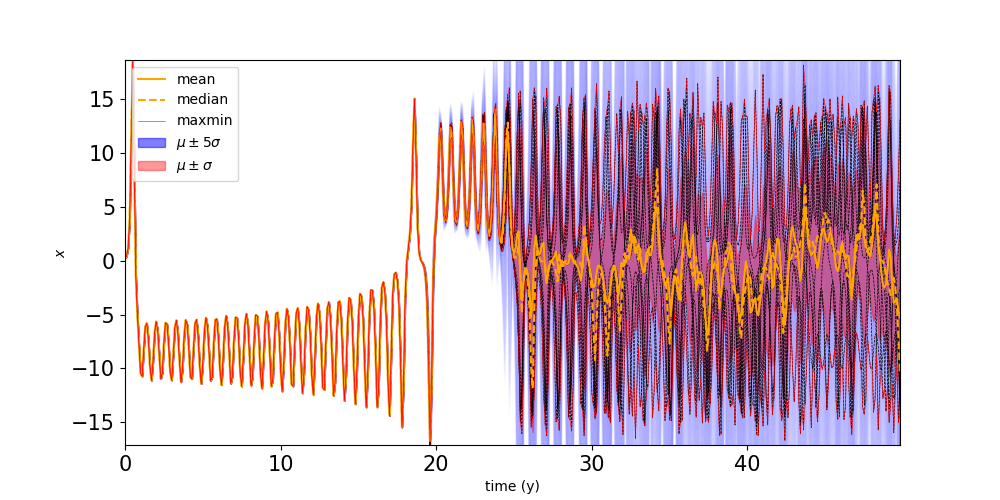 mean
median
maxmin
μ ± 5σ
μ ± σ
15
10
5
0
−5
−10
−15
x
0 10 20 30 40
time (y)